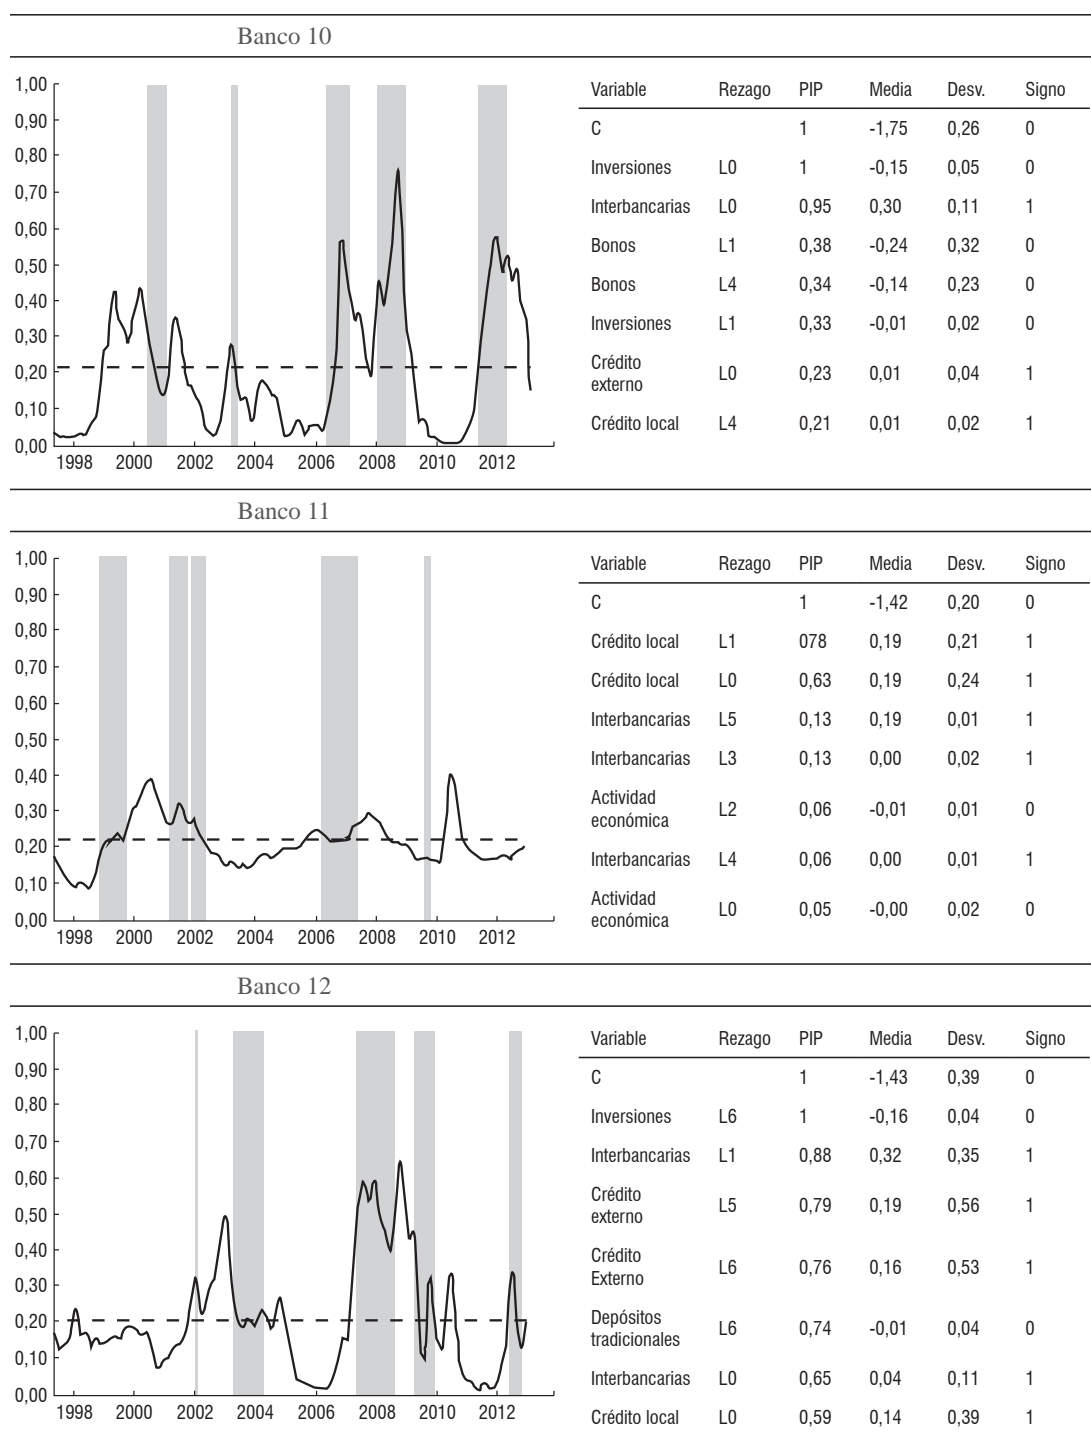 Banco 10
1,00
0,90
0,80
0,70
0,60
0,50
0,40
0,30
0,20
0,10
0,00
1998 2000 2002 2004 2006 2008 2010 2012
Variable Rezago PIP Media Desv. Signo
C 1 -1,75 0,26 0
Inversiones L0 1 -0,15 0,05 0
Interbancarias L0 0,95 0,30 0,11 1
Bonos L1 0,38 -0,24 0,32 0
Bonos L4 0,34 -0,14 0,23 0
Inversiones L1 0,33 -0,01 0,02 0
Crédito
externo L0 0,23 0,01 0,04 1
Crédito local L4 0,21 0,01 0,02 1
Banco 11
1,00
0,90
0,80
0,70
0,60
0,50
0,40
0,30
0,20
0,10
0,00
1998 2000 2002 2004 2006 2008 2010 2012
Variable Rezago PIP Media Desv. Signo
C 1 -1,42 0,20 0
Crédito local L1 078 0,19 0,21 1
Crédito local L0 0,63 0,19 0,24 1
Interbancarias L5 0,13 0,19 0,01 1
Interbancarias L3 0,13 0,00 0,02 1
Actividad
económica L2 0,06 -0,01 0,01 0
Interbancarias L4 0,06 0,00 0,01 1
Actividad
económica L0 0,05 -0,00 0,02 0
Banco 12
1,00
0,90
0,80
0,70
0,60
0,50
0,40
0,30
0,20
0,10
0,00
1998 2000 2002 2004 2006 2008 2010 2012
Variable Rezago PIP Media Desv. Signo
C 1 -1,43 0,39 0
Inversiones L6 1 -0,16 0,04 0
Interbancarias L1 0,88 0,32 0,35 1
Crédito
externo L5 0,79 0,19 0,56 1
Crédito
Externo L6 0,76 0,16 0,53 1
Depósitos
tradicionales L6 0,74 -0,01 0,04 0
Interbancarias L0 0,65 0,04 0,11 1
Crédito local L0 0,59 0,14 0,39 1